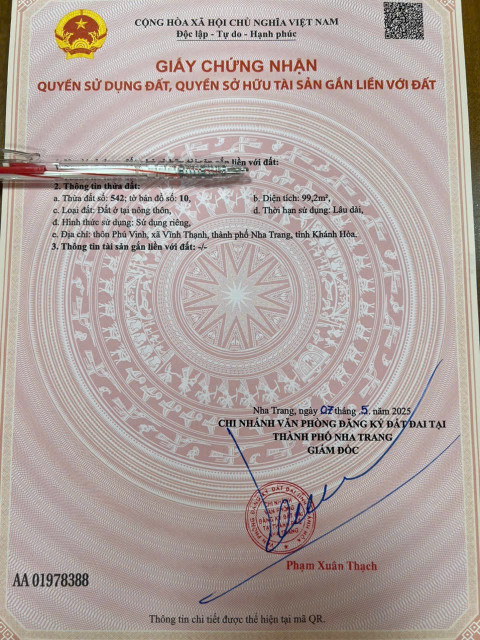 CỘNG HÒA XÃ HỘI CHỦ NGHĨA VIỆT NAM
Độc lập - Tự do - Hạnh phúc
GIẤY CHỨNG NHẬN
QUYỀN SỬ DỤNG ĐẤT, QUYỀN SỞ HỮU TÀI SẢN GẮN LIỀN VỚI ĐẤT
gắn liền với đất:
2. Thông tin thửa đất:
a. Thửa đất số: 542; tờ bản đồ số: 10,
b. Diện tích: 99,2m²,
c. Loại đất: Đất ở tại nông thôn,
d. Thời hạn sử dụng: Lâu dài,
đ. Hình thức sử dụng: Sử dụng riêng,
e. Địa chỉ: thôn Phú Vinh, xã Vĩnh Thạnh, thành phố Nha Trang, tỉnh Khánh Hòa.
3. Thông tin tài sản gắn liền với đất: -/-
Nha Trang, ngày 07 tháng 5. năm 2025
CHI NHÁNH VĂN PHÒNG ĐĂNG KÝ ĐẤT ĐAI TẠI
THÀNH PHỐ NHA TRANG
GIÁM ĐỐC
Phạm Xuân Thạch
AA 01978388
Thông tin chi tiết được thể hiện tại mã QR.